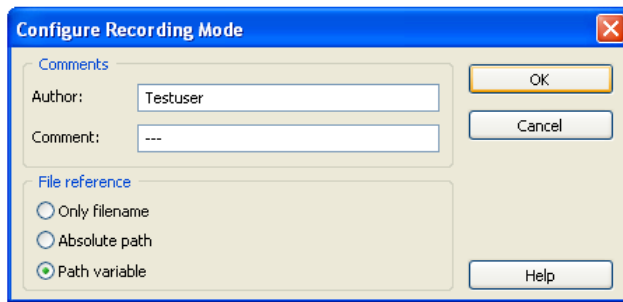 Configure Recording Mode
Comments
Author: Testuser
Comment: ---
OK
Cancel
File reference
Only filename
Absolute path
Path variable
Help